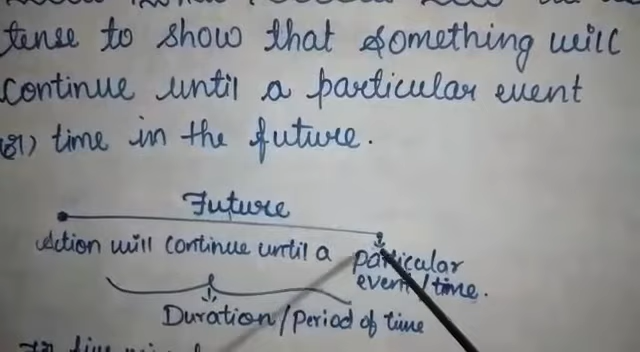 tense to show that something will
continue until a particular event
(or) time in the future.
Future
Action will continue until a particular
event/time.
Duration/Period of time